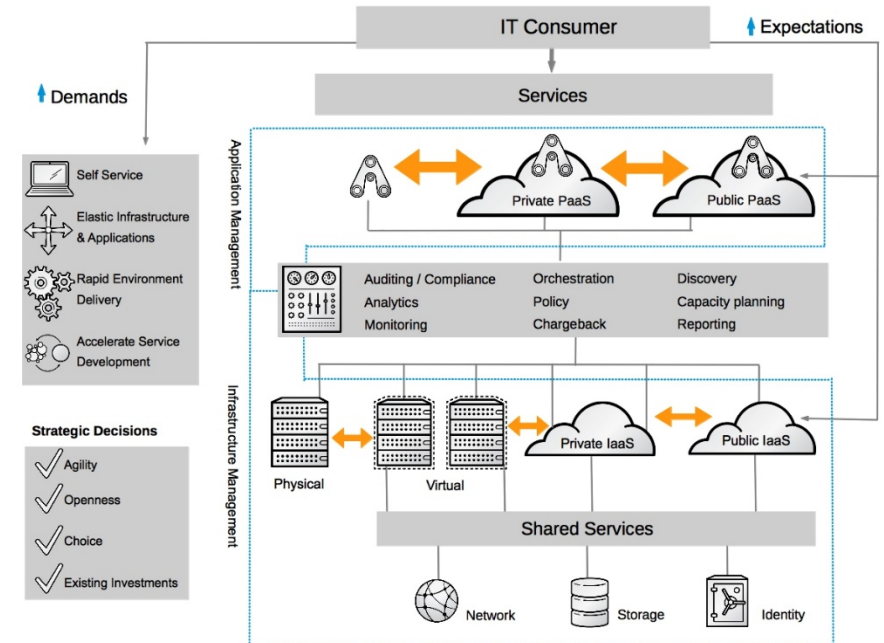 IT Consumer
Expectations
Demands
Services
Self Service
Elastic Infrastructure
& Applications
Rapid Environment
Delivery
Accelerate Service
Development
Strategic Decisions
Agility
Openness
Choice
Existing Investments
Application Management
Private PaaS
Public PaaS
Auditing / Compliance
Orchestration
Discovery
Analytics
Policy
Capacity planning
Monitoring
Chargeback
Reporting
Infrastructure Management
Physical
Virtual
Private IaaS
Public IaaS
Shared Services
Network
Storage
Identity